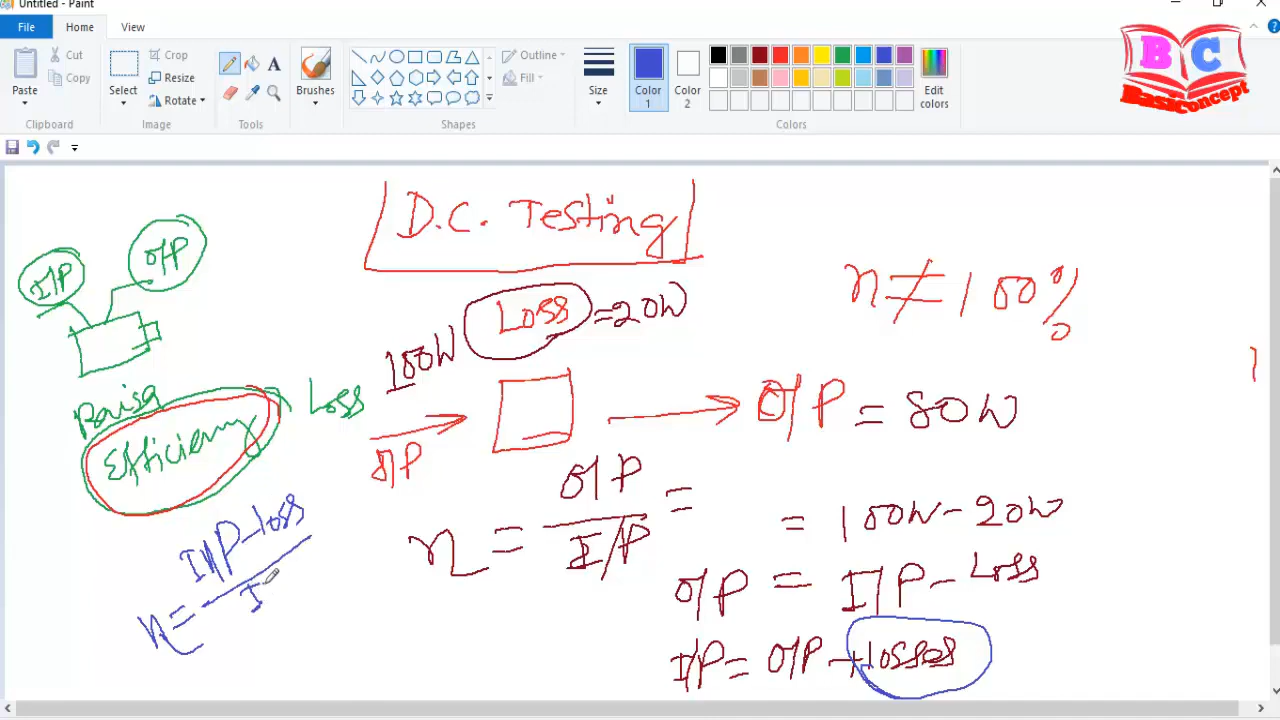 Untitled - Paint
File Home View
Paste
Cut
Copy
Clipboard
Select
Crop
Resize
Rotate
Image
A
Tools
Brushes
Outline
Fill
Shapes
Size
Color 1
Color 2
Edit colors
Colors
BC
BasiConcept
D.C. Testing
I/P
O/P
Loss = 20W
η ≠ 100%
100W
Efficiency
Loss
O/P = 80W
η = O/P / I/P =
= 100W - 20W
O/P = I/P - Loss
I/P = O/P + losses
η = I/P - loss / I